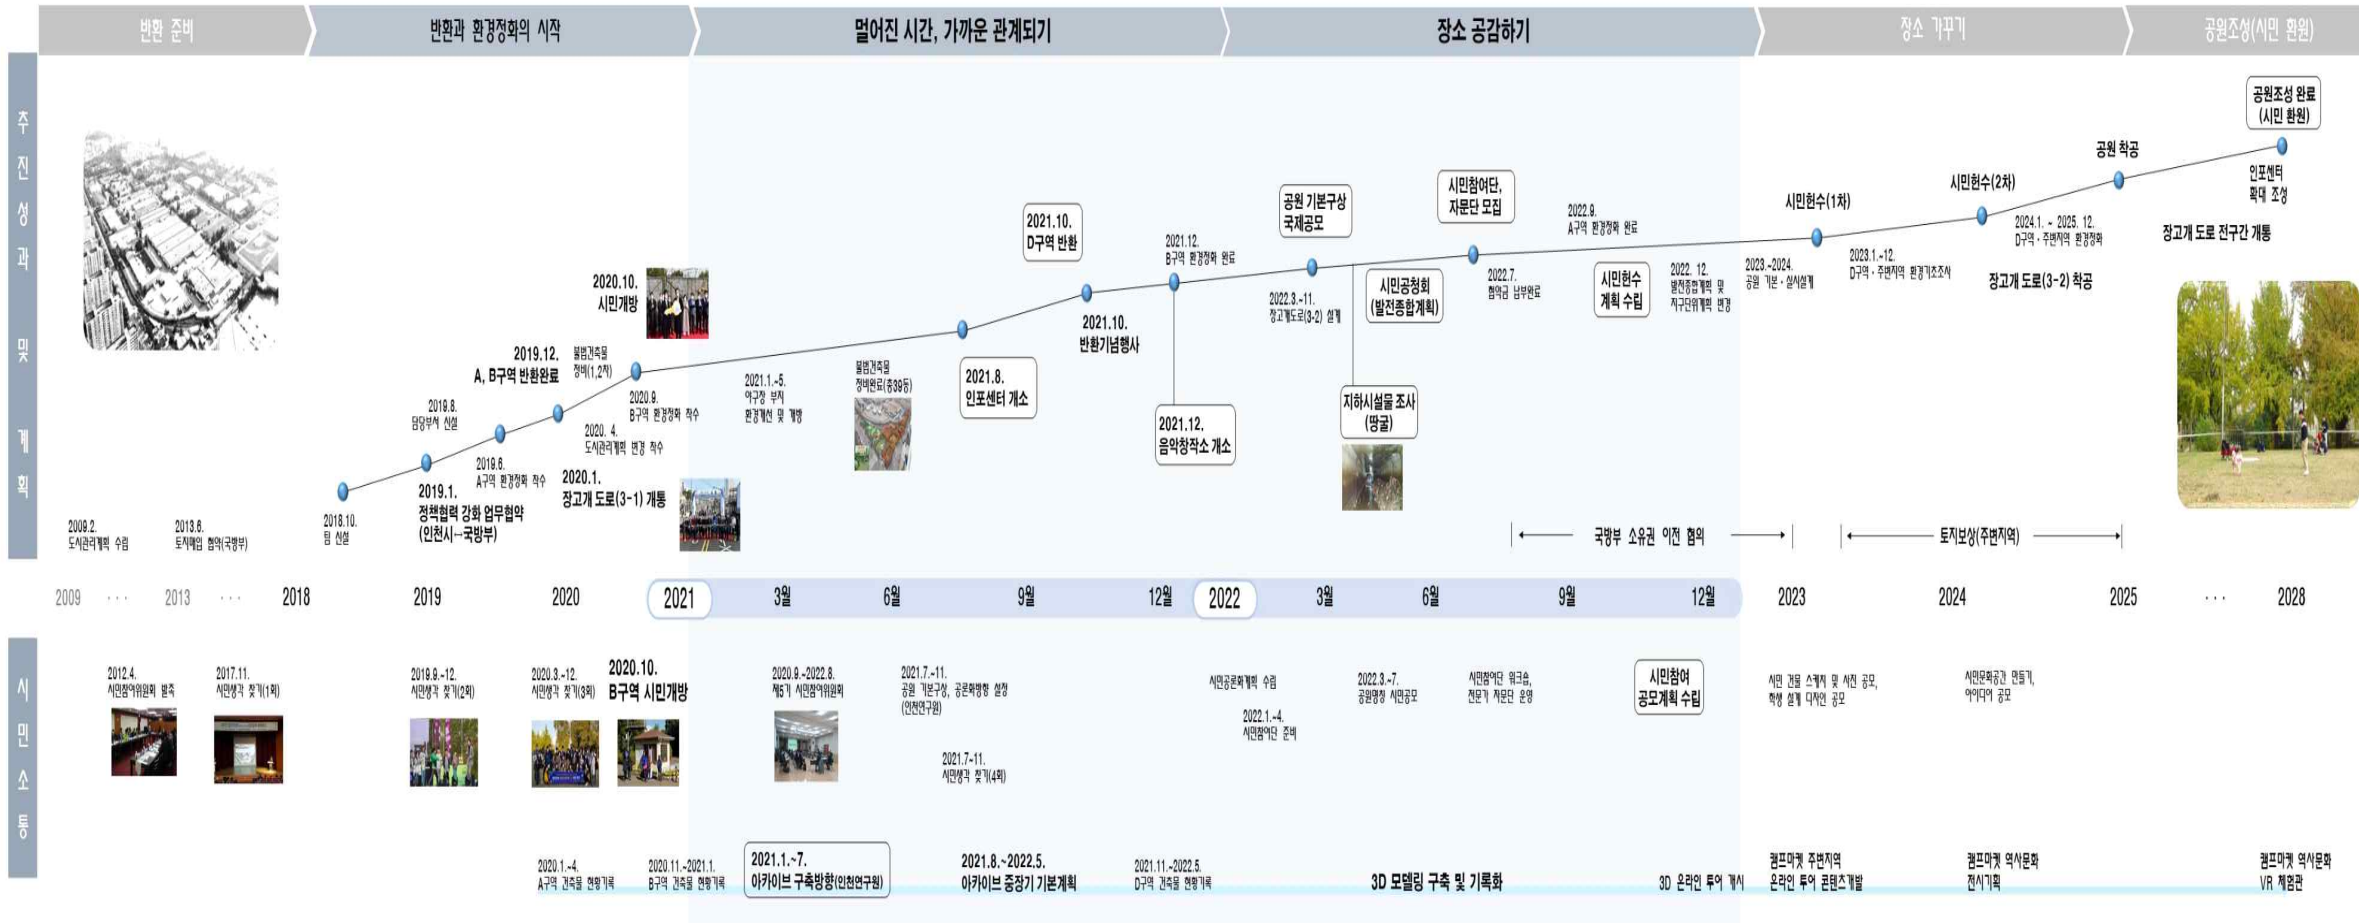 반환 준비
반환과 환경정화의 시작
멀어진 시간, 가까운 관계되기
장소 공감하기
장소 가꾸기
공원조성(시민 환원)
추진성과 및 계획
2009.2.
도시관리계획 수립
2013.6.
토지매입 협약(국방부)
2018.10.
팀 신설
2019.1.
정책협력 강화 업무협약
(인천시↔국방부)
2019.8.
담당부서 신설
2019.6.
A구역 환경정화 착수
2019.12.
A, B구역 반환완료
2020.1.
장고개 도로(3-1) 개통
불법건축물
정비(1,2차)
2020. 4.
도시관리계획 변경 착수
2020.10.
시민개방
2020.9.
B구역 환경정화 착수
2021.1.~5.
야구장 부지
환경개선 및 개방
불법건축물
정비완료(총39동)
2021.8.
인포센터 개소
2021.10.
D구역 반환
2021.10.
반환기념행사
2021.12.
B구역 환경정화 완료
2021.12.
음악창작소 개소
공원 기본구상
국제공모
2022.3.~11.
장고개도로(3-2) 설계
시민공청회
(발전종합계획)
지하시설물 조사
(땅굴)
시민참여단,
자문단 모집
2022.7.
협약금 납부완료
2022.9.
A구역 환경정화 완료
시민헌수
계획 수립
2022. 12.
발전종합계획 및
지구단위계획 변경
2023.~2024.
공원 기본·실시설계
시민헌수(1차)
2023.1.~12.
D구역·주변지역 환경기초조사
시민헌수(2차)
2024.1. ~ 2025. 12.
D구역·주변지역 환경정화
장고개 도로(3-2) 착공
공원 착공
공원조성 완료
(시민 환원)
인포센터
확대 조성
장고개 도로 전구간 개통
국방부 소유권 이전 협의
토지보상(주변지역)
2009 ··· 2013 ··· 2018 2019 2020 2021 3월 6월 9월 12월 2022 3월 6월 9월 12월 2023 2024 2025 ··· 2028
시민소통
2012.4.
시민참여위원회 발족
2017.11.
시민생각 찾기(1회)
2019.9.~12.
시민생각 찾기(2회)
2020.3.~12.
시민생각 찾기(3회)
2020.10.
B구역 시민개방
2020.9.~2022.8.
제5기 시민참여위원회
2021.7~11.
공원 기본구상, 공론화방향 설정
(인천연구원)
2021.7~11.
시민생각 찾기(4회)
시민공론화계획 수립
2022.1.~4.
시민참여단 준비
2022.3.~7.
공원명칭 시민공모
시민참여단 워크숍,
전문가 자문단 운영
시민참여
공모계획 수립
시민 건물 스케치 및 사진 공모,
학생 설계 디자인 공모
시민문화공간 만들기,
아이디어 공모
2020.1.~4.
A구역 건축물 현황기록
2020.11.~2021.1.
B구역 건축물 현황기록
2021.1.~7.
아카이브 구축방향(인천연구원)
2021.8.~2022.5.
아카이브 중장기 기본계획
2021.11.~2022.5.
D구역 건축물 현황기록
3D 모델링 구축 및 기록화
3D 온라인 투어 개시
캠프마켓 주변지역
온라인 투어 콘텐츠개발
캠프마켓 역사문화
전시기획
캠프마켓 역사문화
VR 체험관